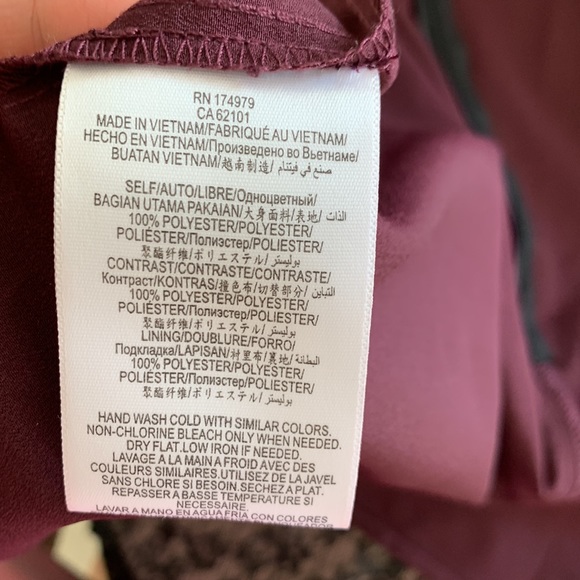 RN 174979
CA 62101
MADE IN VIETNAM/FABRIQUÉ AU VIETNAM/
HECHO EN VIETNAM/Произведено во Вьетнаме/
BUATAN VIETNAM/越南制造/صنع في فيتنام
SELF/AUTO/LIBRE/Одноцветный/
BAGIAN UTAMA PAKAIAN/大身面料/表地/الذات
100% POLYESTER/POLYESTER/
POLIÉSTER/Полиэстер/POLIESTER/
聚酯纤维/ポリエステル/بوليستر
CONTRAST/CONTRASTE/CONTRASTE/
Контраст/KONTRAS/撞色布/切替部分/التباين
100% POLYESTER/POLYESTER/
POLIÉSTER/Полиэстер/POLIESTER/
聚酯纤维/ポリエステル/بوليستر
LINING/DOUBLURE/FORRO/
Подкладка/LAPISAN/材里布/裏地/البطانة
100% POLYESTER/POLYESTER/
POLIÉSTER/Полиэстер/POLIESTER/
聚酯纤维/ポリエステル/بوليستر
HAND WASH COLD WITH SIMILAR COLORS.
NON-CHLORINE BLEACH ONLY WHEN NEEDED.
DRY FLAT.LOW IRON IF NEEDED.
LAVAGE A LA MAIN A FROID AVEC DES
COULEURS SIMILAIRES.UTILISEZ DE LA JAVEL
SANS CHLORE SI BESOIN.SECHEZ A PLAT.
REPASSER A BASSE TEMPERATURE SI
NECESSAIRE.
LAVAR A MANO EN AGUA FRIA CON COLORES